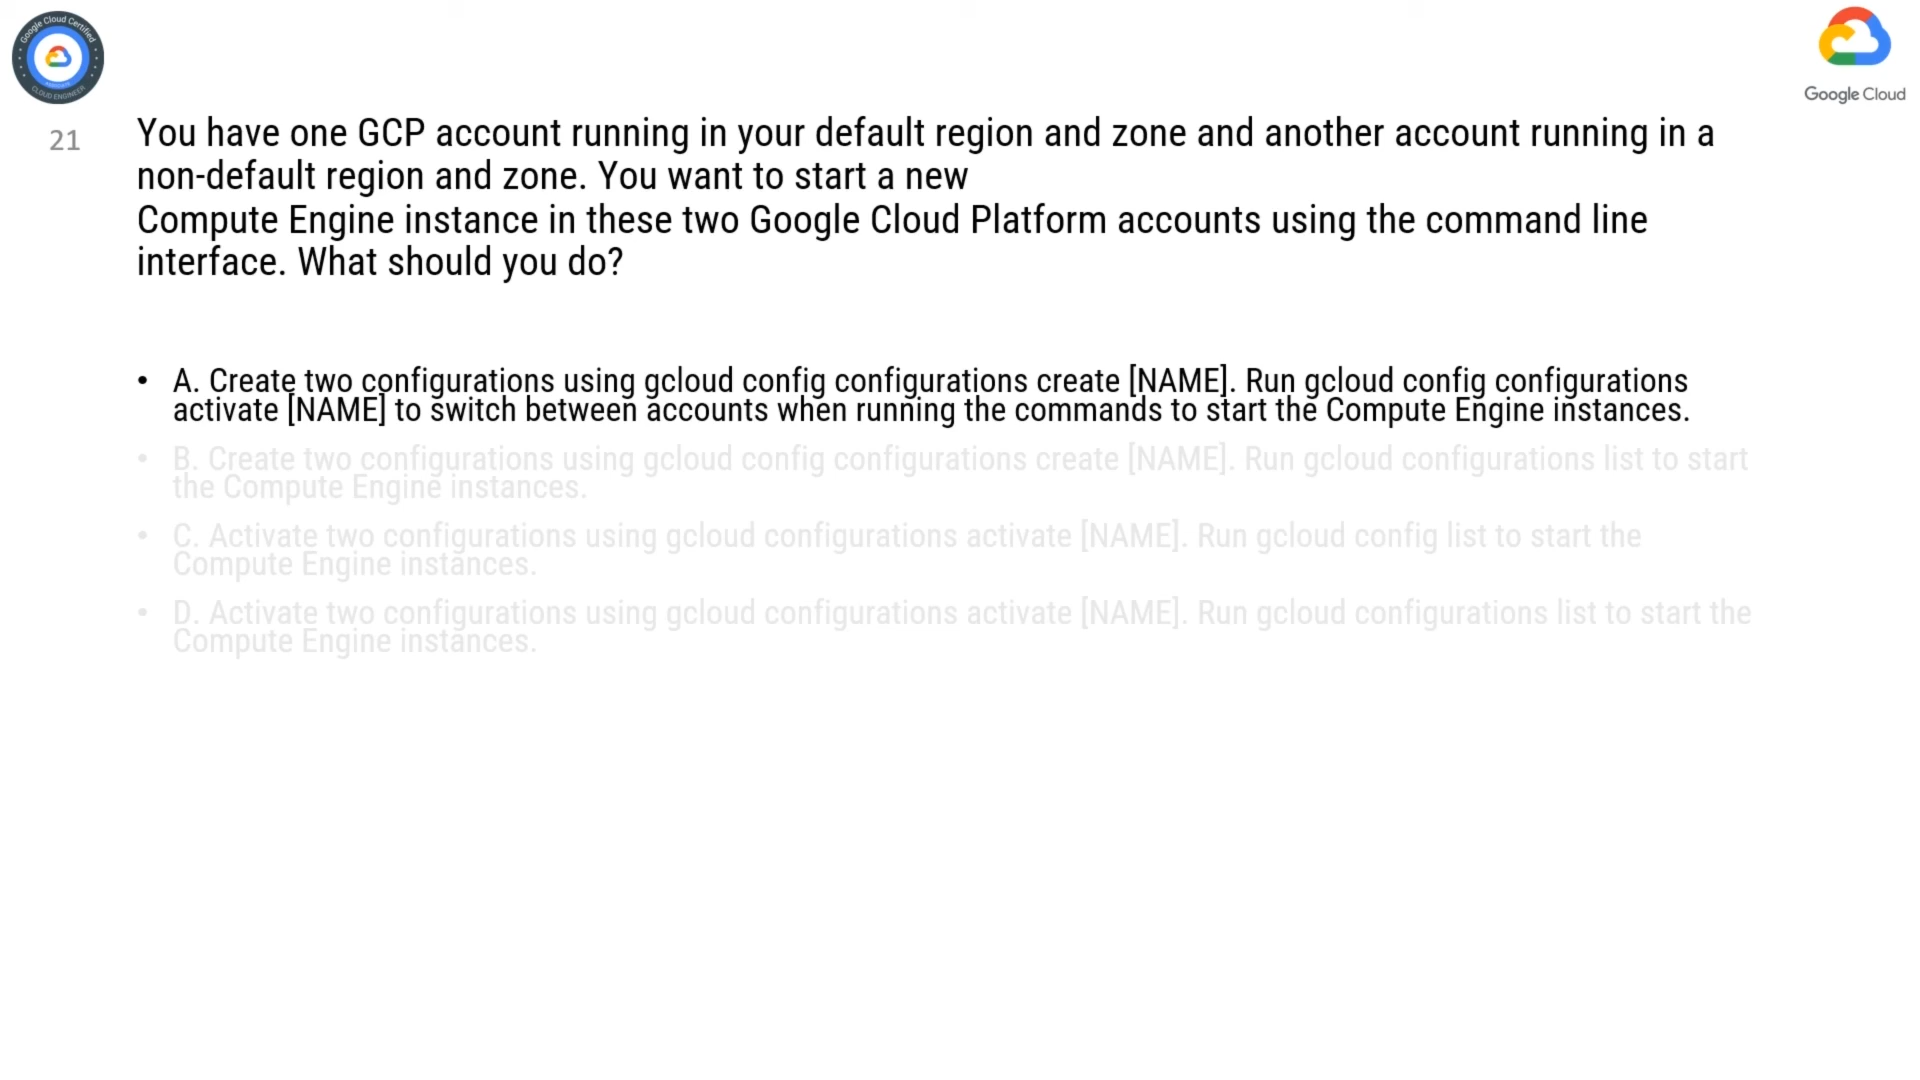 Google Cloud Certified
ASSOCIATE
CLOUD ENGINEER
Google Cloud
21
You have one GCP account running in your default region and zone and another account running in a
non-default region and zone. You want to start a new
Compute Engine instance in these two Google Cloud Platform accounts using the command line
interface. What should you do?
• A. Create two configurations using gcloud config configurations create [NAME]. Run gcloud config configurations
activate [NAME] to switch between accounts when running the commands to start the Compute Engine instances.
• B. Create two configurations using gcloud config configurations create [NAME]. Run gcloud configurations list to start
the Compute Engine instances.
• C. Activate two configurations using gcloud configurations activate [NAME]. Run gcloud config list to start the
Compute Engine instances.
• D. Activate two configurations using gcloud configurations activate [NAME]. Run gcloud configurations list to start the
Compute Engine instances.